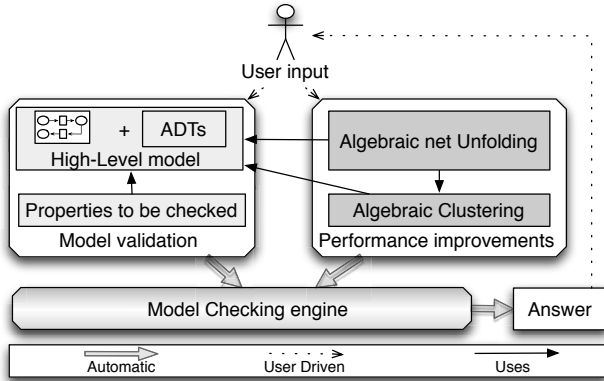 User input
+ ADTs
High-Level model
Properties to be checked
Model validation
Algebraic net Unfolding
Algebraic Clustering
Performance improvements
Model Checking engine
Answer
Automatic
User Driven
Uses